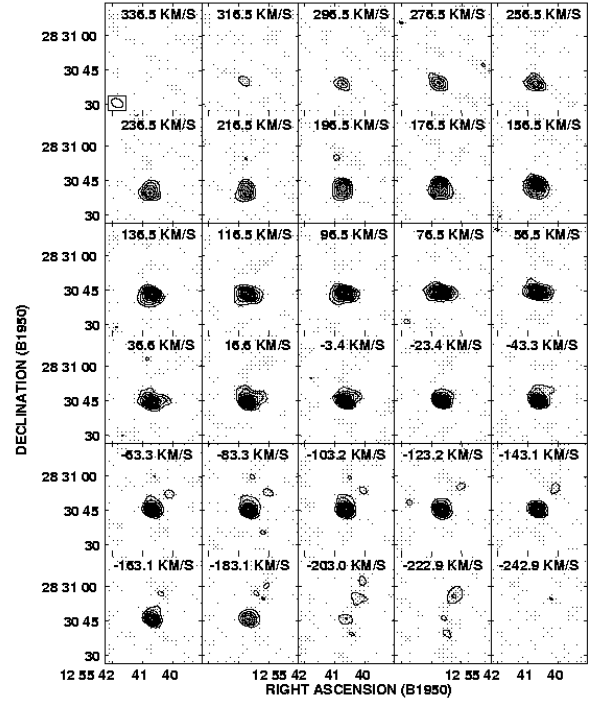 336.5 KM/S 316.5 KM/S 296.5 KM/S 276.5 KM/S 256.5 KM/S
28 31 00
30 45
30
236.5 KM/S 216.5 KM/S 196.5 KM/S 176.5 KM/S 156.5 KM/S
28 31 00
30 45
30
136.5 KM/S 116.5 KM/S 96.5 KM/S 76.5 KM/S 56.5 KM/S
28 31 00
30 45
30
DECLINATION (B1950)
36.6 KM/S 16.6 KM/S -3.4 KM/S -23.4 KM/S -43.3 KM/S
28 31 00
30 45
30
-63.3 KM/S -83.3 KM/S -103.2 KM/S -123.2 KM/S -143.1 KM/S
28 31 00
30 45
30
-163.1 KM/S -183.1 KM/S -203.0 KM/S -222.9 KM/S -242.9 KM/S
28 31 00
30 45
30
12 55 42 41 40 12 55 42 41 40 12 55 42 41 40
RIGHT ASCENSION (B1950)